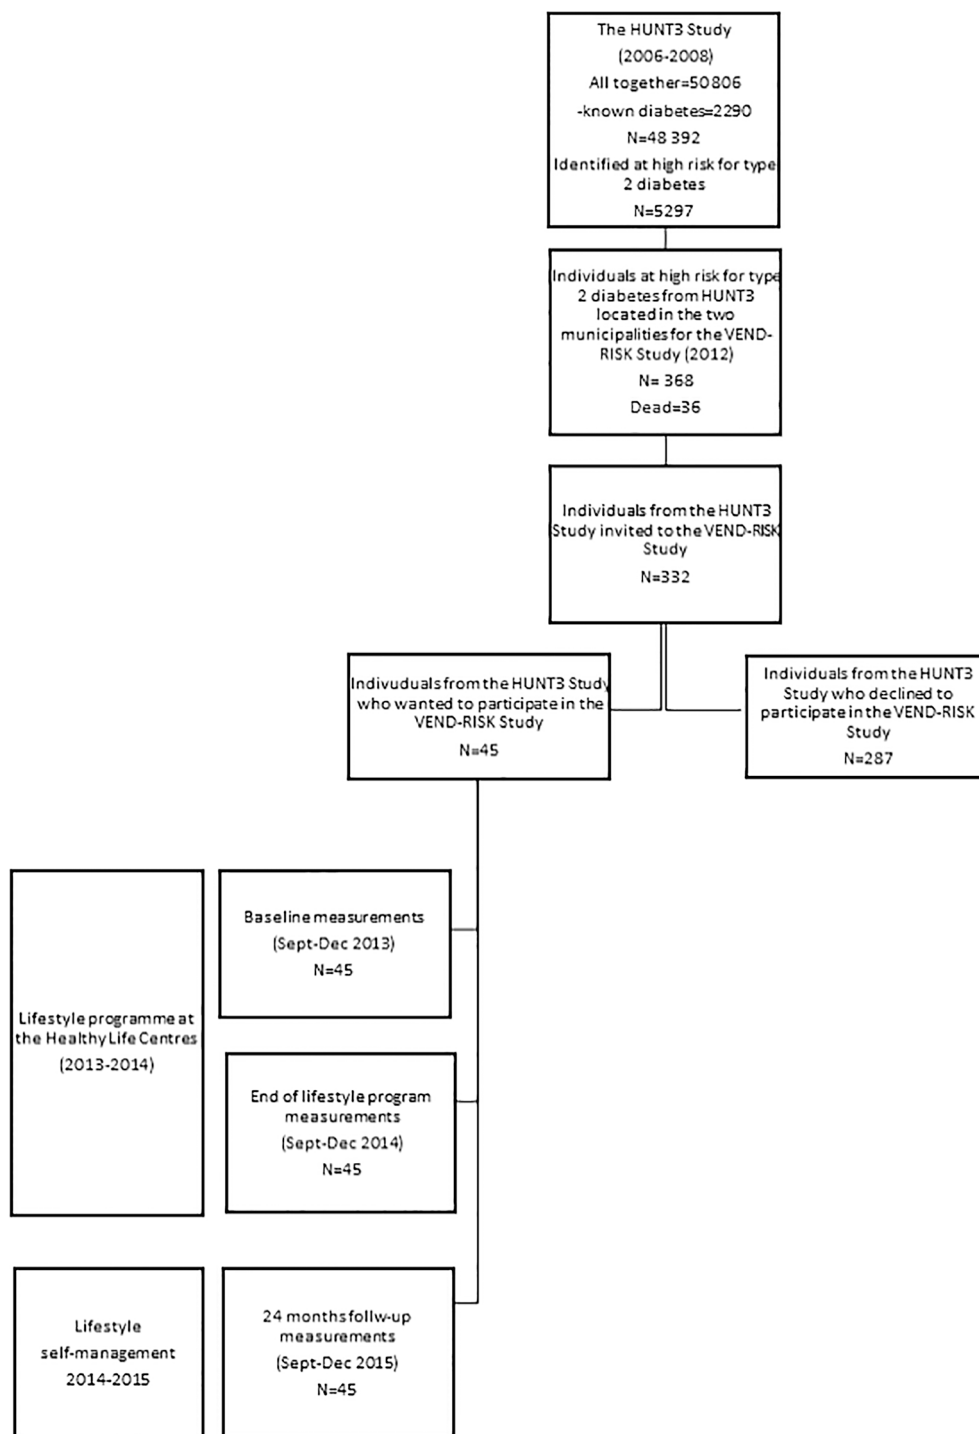 The HUNT3 Study
(2006-2008)
All together=50806
-known diabetes=2290
N=48 392
Identified at high risk for type
2 diabetes
N=5297
Individuals at high risk for type
2 diabetes from HUNT3
located in the two
municipalities for the VEND-
RISK Study (2012)
N= 368
Dead=36
Individuals from the HUNT3
Study invited to the VEND-RISK
Study
N=332
Indivuduals from the HUNT3 Study
who wanted to participate in the
VEND-RISK Study
N=45
Individuals from the HUNT3
Study who declined to
participate in the VEND-RISK
Study
N=287
Lifestyle programme at
the Healthy Life Centres
(2013-2014)
Baseline measurements
(Sept-Dec 2013)
N=45
End of lifestyle program
measurements
(Sept-Dec 2014)
N=45
Lifestyle
self-management
2014-2015
24 months follw-up
measurements
(Sept-Dec 2015)
N=45